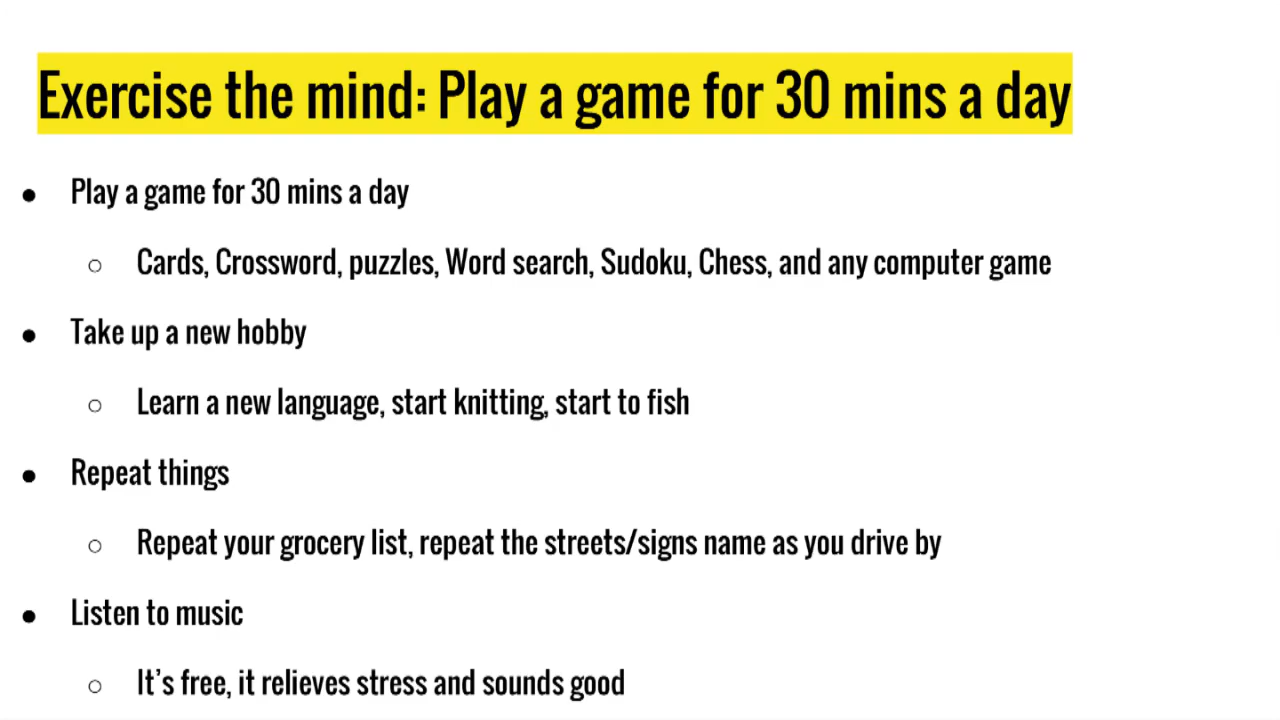 Exercise the mind: Play a game for 30 mins a day
● Play a game for 30 mins a day
○ Cards, Crossword, puzzles, Word search, Sudoku, Chess, and any computer game
● Take up a new hobby
○ Learn a new language, start knitting, start to fish
● Repeat things
○ Repeat your grocery list, repeat the streets/signs name as you drive by
● Listen to music
○ It's free, it relieves stress and sounds good